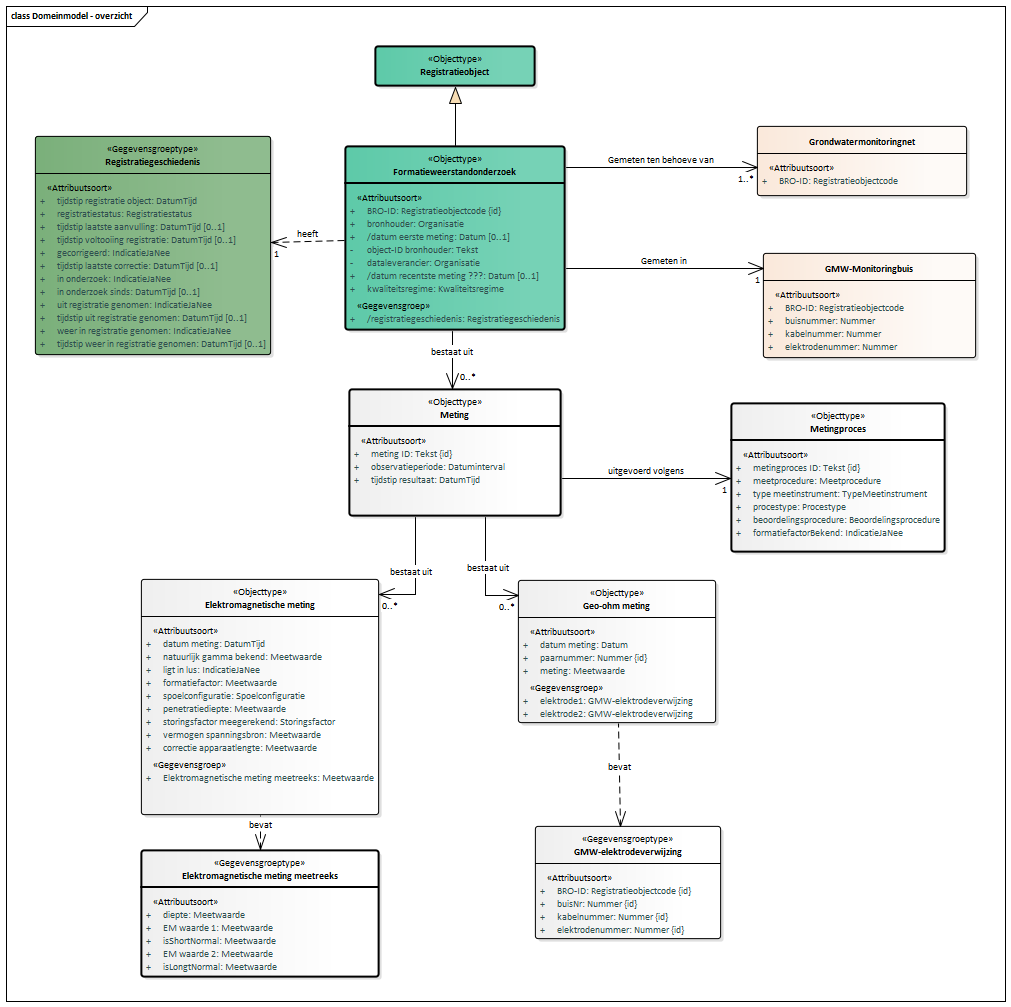 class Domeinmodel - overzicht
«Objecttype»
Registratieobject
«Gegevensgroeptype»
Registratiegeschiedenis
«Attribuutsoort»
+ tijdstip registratie object: DatumTijd
+ registratiestatus: Registratiestatus
+ tijdstip laatste aanvulling: DatumTijd [0..1]
+ tijdstip voltooiing registratie: DatumTijd [0..1]
+ gecorrigeerd: IndicatieJaNee
+ tijdstip laatste correctie: DatumTijd [0..1]
+ in onderzoek: IndicatieJaNee
+ in onderzoek sinds: DatumTijd [0..1]
+ uit registratie genomen: IndicatieJaNee
+ tijdstip uit registratie genomen: DatumTijd [0..1]
+ weer in registratie genomen: IndicatieJaNee
+ tijdstip weer in registratie genomen: DatumTijd [0..1]
heeft
1
«Objecttype»
Formatieweerstandonderzoek
«Attribuutsoort»
+ BRO-ID: Registratieobjectcode {id}
+ bronhouder: Organisatie
+ /datum eerste meting: Datum [0..1]
- object-ID bronhouder: Tekst
- dataleverancier: Organisatie
+ /datum recentste meting ???: Datum [0..1]
+ kwaliteitsregime: Kwaliteitsregime
«Gegevensgroep»
+ /registratiegeschiedenis: Registratiegeschiedenis
Gemeten ten behoeve van
1..*
Grondwatermonitoringnet
«Attribuutsoort»
+ BRO-ID: Registratieobjectcode
Gemeten in
1
GMW-Monitoringbuis
«Attribuutsoort»
+ BRO-ID: Registratieobjectcode
+ buisnummer: Nummer
+ kabelnummer: Nummer
+ elektrodenummer: Nummer
bestaat uit
0..*
«Objecttype»
Meting
«Attribuutsoort»
+ meting ID: Tekst {id}
+ observatieperiode: Datuminterval
+ tijdstip resultaat: DatumTijd
uitgevoerd volgens
1
«Objecttype»
Metingproces
«Attribuutsoort»
+ metingproces ID: Tekst {id}
+ meetprocedure: Meetprocedure
+ type meetinstrument: TypeMeetinstrument
+ procestype: Procestype
+ beoordelingsprocedure: Beoordelingsprocedure
+ formatiefactorBekend: IndicatieJaNee
bestaat uit
0..*
bestaat uit
0..*
«Objecttype»
Elektromagnetische meting
«Attribuutsoort»
+ datum meting: DatumTijd
+ natuurlijk gamma bekend: Meetwaarde
+ ligt in lus: IndicatieJaNee
+ formatiefactor: Meetwaarde
+ spoelconfiguratie: Spoelconfiguratie
+ penetratiediepte: Meetwaarde
+ storingsfactor meegerekend: Storingsfactor
+ vermogen spanningsbron: Meetwaarde
+ correctie apparaatlengte: Meetwaarde
«Gegevensgroep»
+ Elektromagnetische meting meetreeks: Meetwaarde
«Objecttype»
Geo-ohm meting
«Attribuutsoort»
+ datum meting: Datum
+ paarnummer: Nummer {id}
+ meting: Meetwaarde
«Gegevensgroep»
+ elektrode1: GMW-elektrodeverwijzing
+ elektrode2: GMW-elektrodeverwijzing
bevat
«Gegevensgroeptype»
Elektromagnetische meting meetreeks
«Attribuutsoort»
+ diepte: Meetwaarde
+ EM waarde 1: Meetwaarde
+ isShortNormal: Meetwaarde
+ EM waarde 2: Meetwaarde
+ isLongtNormal: Meetwaarde
bevat
«Gegevensgroeptype»
GMW-elektrodeverwijzing
«Attribuutsoort»
+ BRO-ID: Registratieobjectcode {id}
+ buisNr: Nummer {id}
+ kabelnummer: Nummer {id}
+ elektrodenummer: Nummer {id}